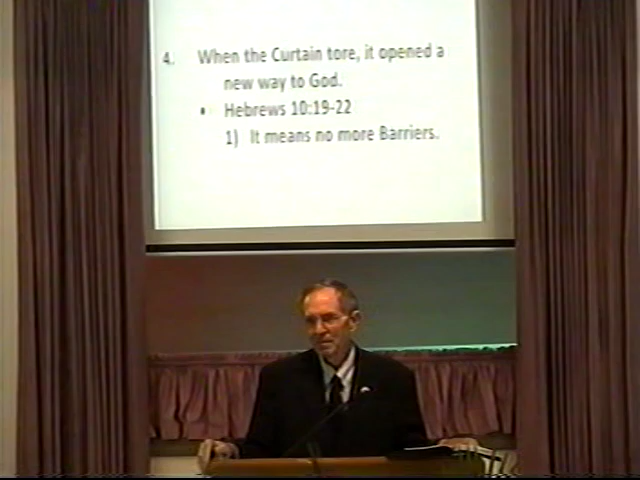 4. When the Curtain tore, it opened a
new way to God.
• Hebrews 10:19-22
1) It means no more Barriers.